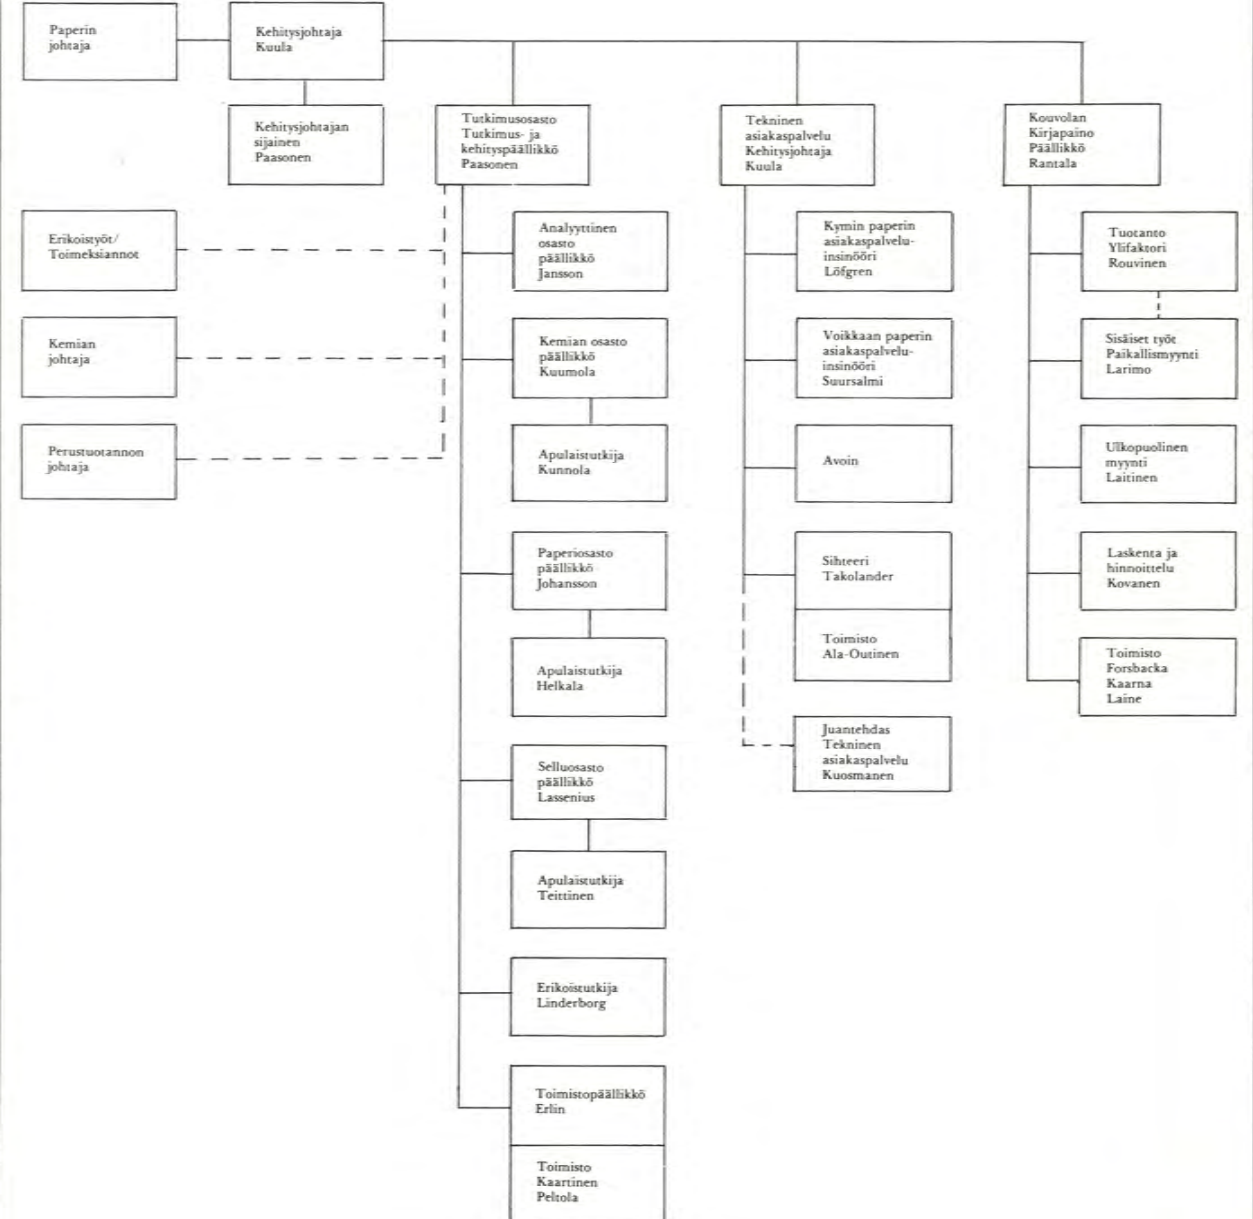 Paperin
johtaja
Kehitysjohtaja
Kuula
Kehitysjohtajan
sijainen
Paasonen
Tutkimusosasto
Tutkimus- ja
kehityspäällikkö
Paasonen
Tekninen
asiakaspalvelu
Kehitysjohtaja
Kuula
Kouvolan
Kirjapaino
Päällikkö
Rantala
Erikoistyöt/
Toimeksiannot
Kemian
johtaja
Perustuotannon
johtaja
Analyyttinen
osasto
päällikkö
Jansson
Kemian osasto
päällikkö
Kuumola
Apulaistutkija
Kunnola
Paperiosasto
päällikkö
Johansson
Apulaistutkija
Helkala
Selluosasto
päällikkö
Lassenius
Apulaistutkija
Teittinen
Erikoistutkija
Linderborg
Toimistopäällikkö
Erlin
Toimisto
Kaartinen
Peltola
Kymin paperin
asiakaspalvelu-
insinööri
Löfgren
Voikkaan paperin
asiakaspalvelu-
insinööri
Suursalmi
Avoin
Sihteeri
Takolander
Toimisto
Ala-Outinen
Juantehdas
Tekninen
asiakaspalvelu
Kuosmanen
Tuotanto
Ylifaktori
Rouvinen
Sisäiset työt
Paikallismyynti
Larimo
Ulkopuolinen
myynti
Laitinen
Laskenta ja
hinnoittelu
Kovanen
Toimisto
Forsbacka
Kaarna
Laine